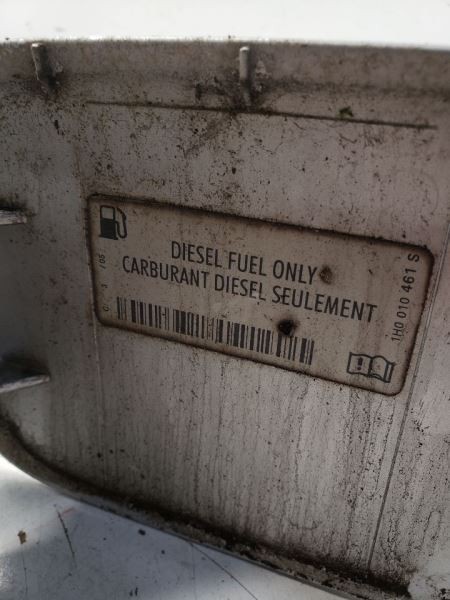 DIESEL FUEL ONLY
CARBURANT DIESEL SEULEMENT
1H0 010 461 S